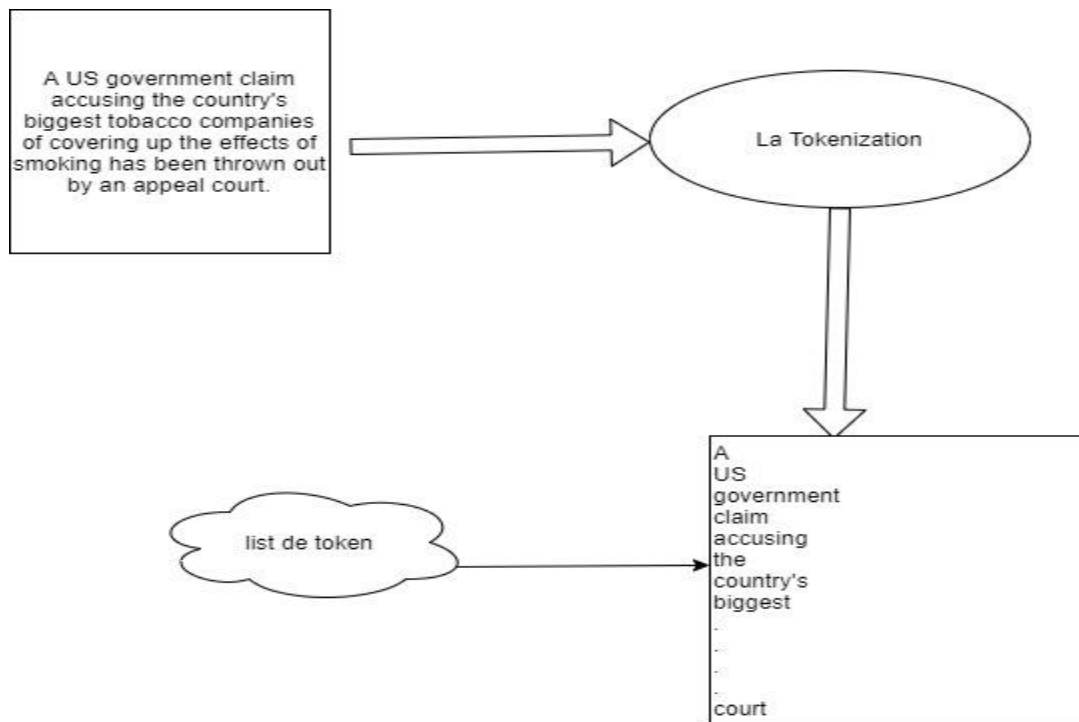 A US government claim
accusing the country's
biggest tobacco companies
of covering up the effects of
smoking has been thrown out
by an appeal court.
La Tokenization
list de token
A
US
government
claim
accusing
the
country's
biggest
.
.
.
.
court